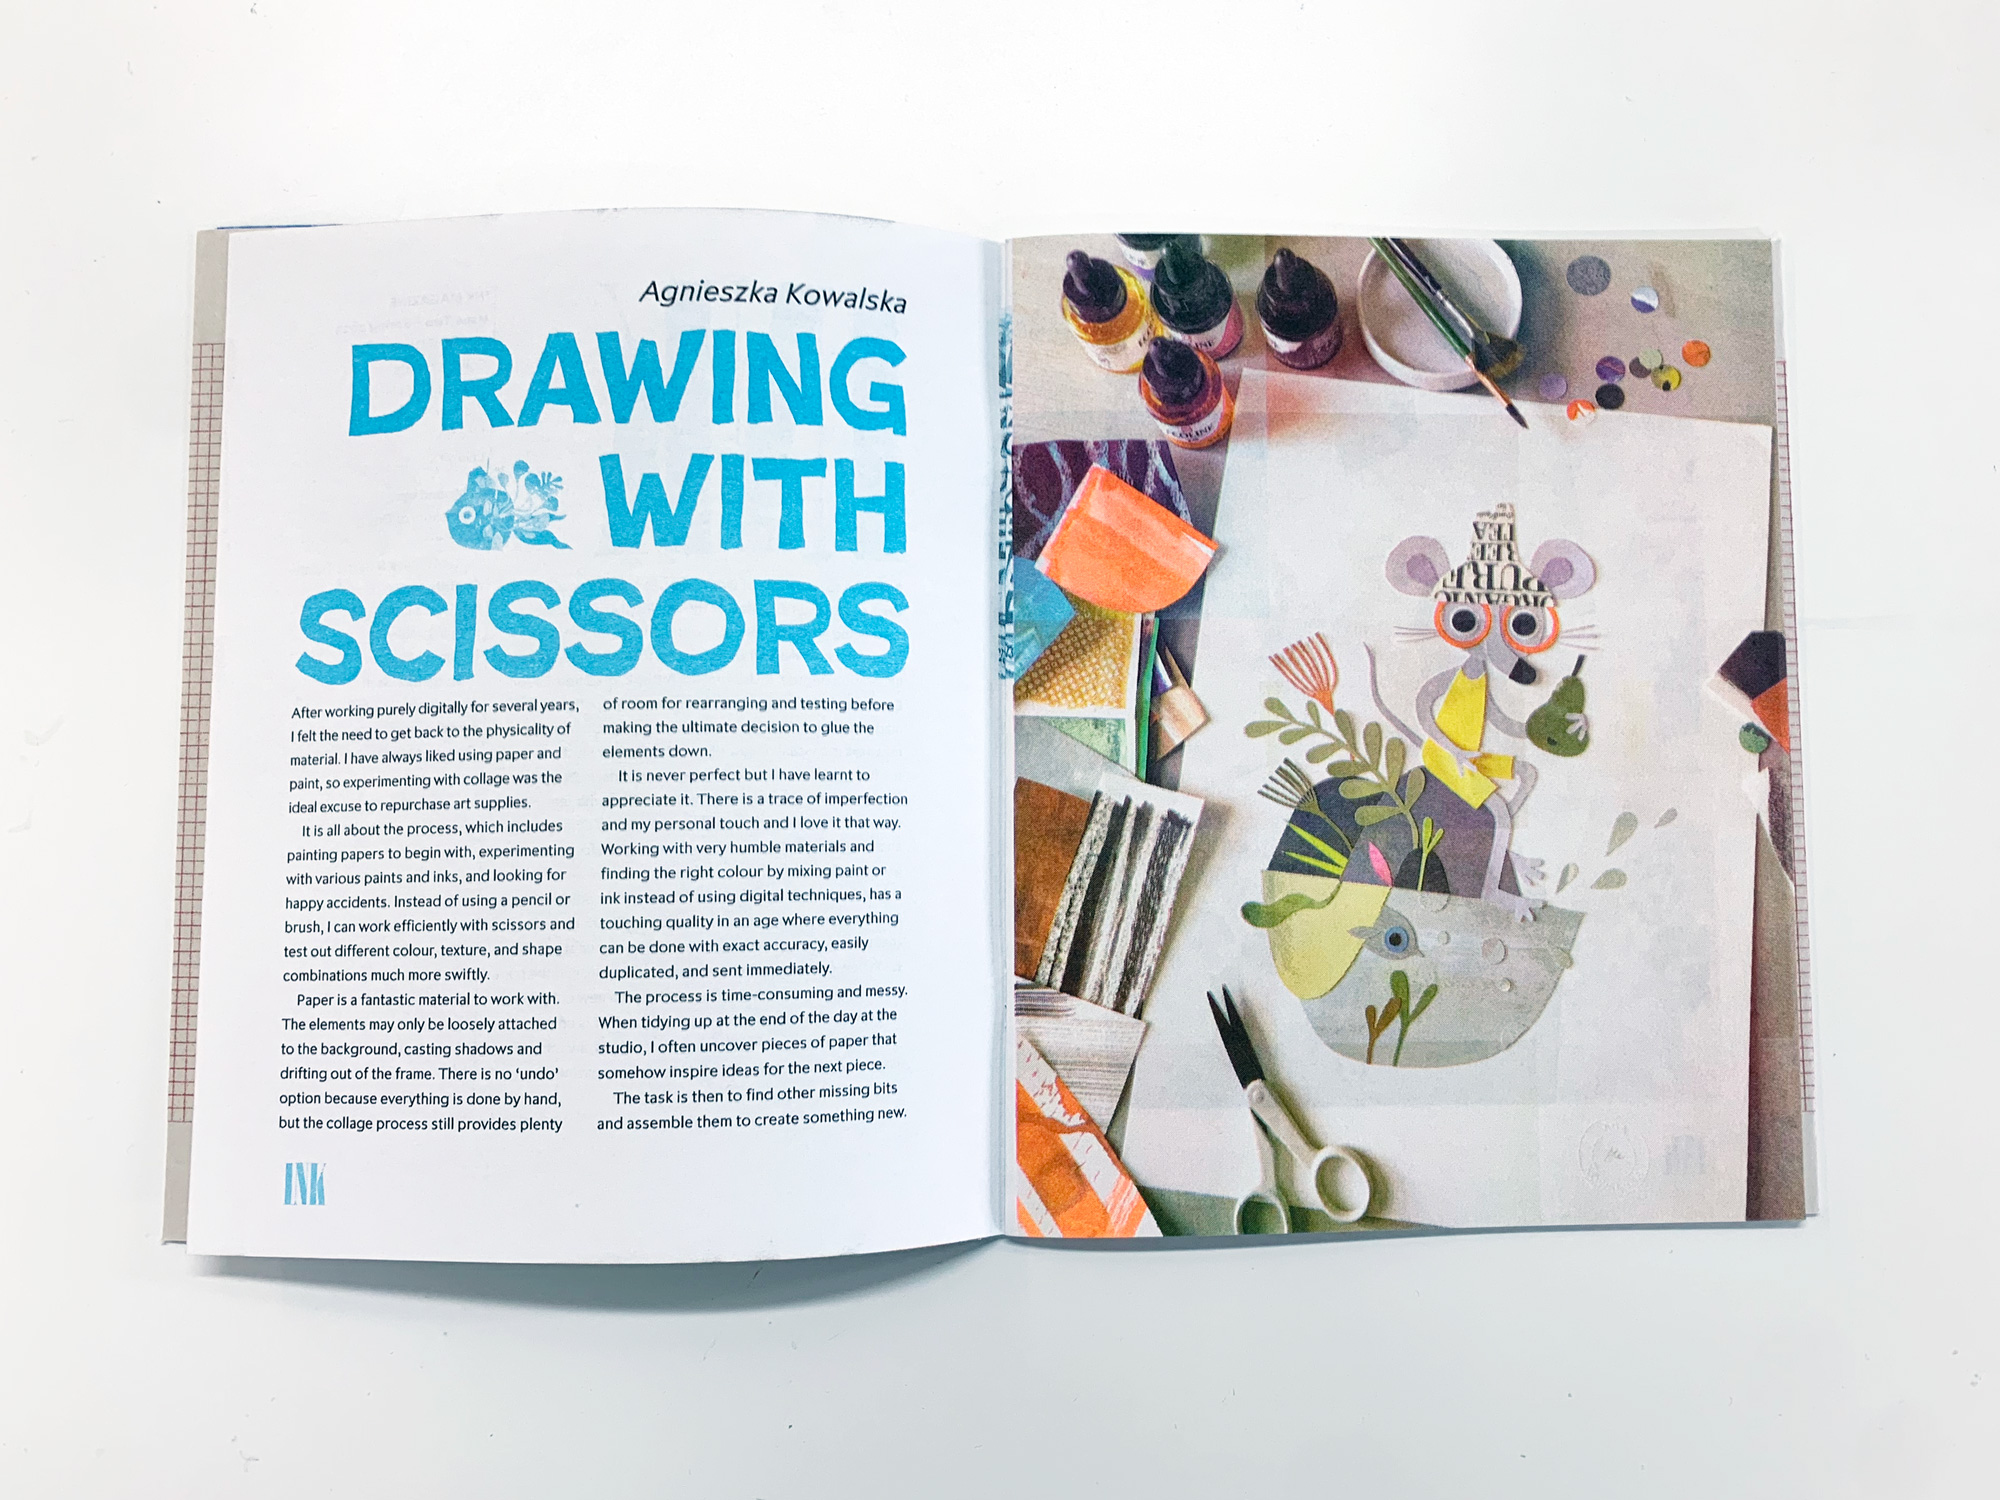 Agnieszka Kowalska
DRAWING
WITH
SCISSORS
After working purely digitally for several years,
I felt the need to get back to the physicality of
material. I have always liked using paper and
paint, so experimenting with collage was the
ideal excuse to repurchase art supplies.
It is all about the process, which includes
painting papers to begin with, experimenting
with various paints and inks, and looking for
happy accidents. Instead of using a pencil or
brush, I can work efficiently with scissors and
test out different colour, texture, and shape
combinations much more swiftly.
Paper is a fantastic material to work with.
The elements may only be loosely attached
to the background, casting shadows and
drifting out of the frame. There is no ‘undo’
option because everything is done by hand,
but the collage process still provides plenty
of room for rearranging and testing before
making the ultimate decision to glue the
elements down.
It is never perfect but I have learnt to
appreciate it. There is a trace of imperfection
and my personal touch and I love it that way.
Working with very humble materials and
finding the right colour by mixing paint or
ink instead of using digital techniques, has a
touching quality in an age where everything
can be done with exact accuracy, easily
duplicated, and sent immediately.
The process is time-consuming and messy.
When tidying up at the end of the day at the
studio, I often uncover pieces of paper that
somehow inspire ideas for the next piece.
The task is then to find other missing bits
and assemble them to create something new.
INK
ECOLINE
TEA
PURE
ORGANIC